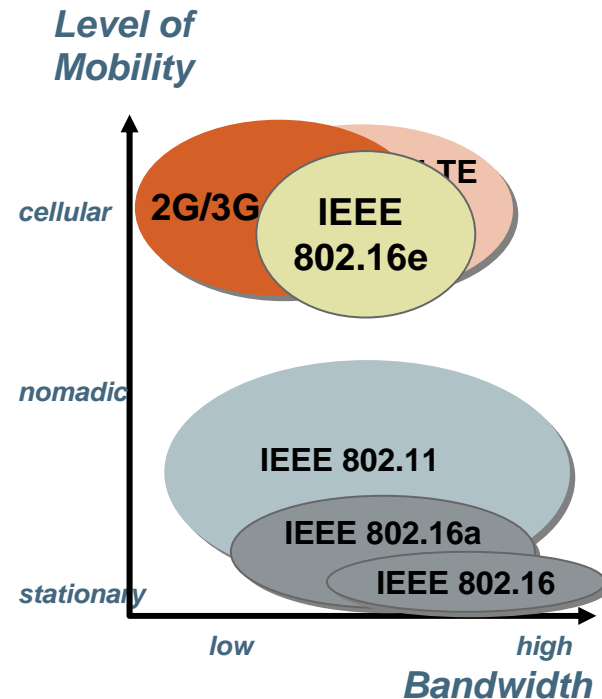 Level of
Mobility
cellular
2G/3G
LTE
IEEE
802.16e
nomadic
IEEE 802.11
IEEE 802.16a
IEEE 802.16
stationary
low
high
Bandwidth